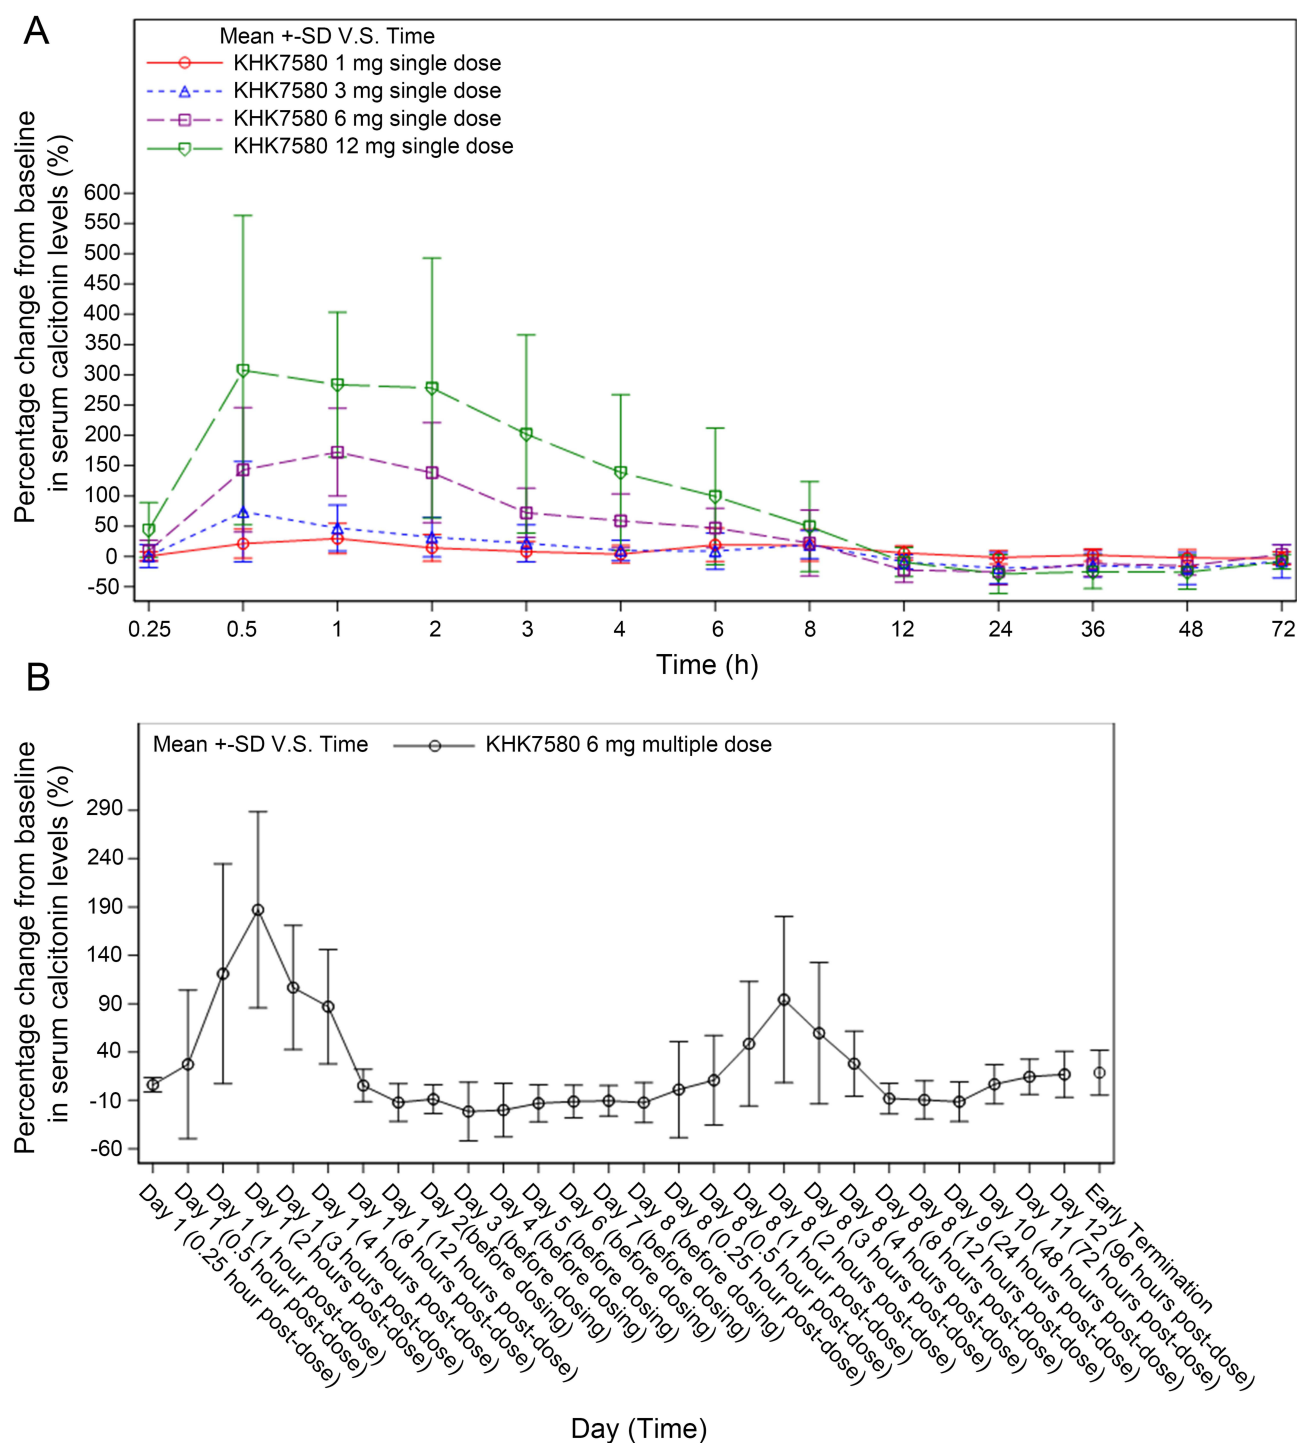 A
Mean +-SD V.S. Time
KHK7580 1 mg single dose
KHK7580 3 mg single dose
KHK7580 6 mg single dose
KHK7580 12 mg single dose
Percentage change from baseline
in serum calcitonin levels (%)
600
550
500
450
400
350
300
250
200
150
100
50
0
-50
0.25 0.5 1 2 3 4 6 8 12 24 36 48 72
Time (h)
B
Mean +-SD V.S. Time
KHK7580 6 mg multiple dose
Percentage change from baseline
in serum calcitonin levels (%)
290
240
190
140
90
40
-10
-60
Day 1 (0.25 hour post-dose)
Day 1 (0.5 hour post-dose)
Day 1 (1 hour post-dose)
Day 1 (2 hours post-dose)
Day 1 (3 hours post-dose)
Day 1 (4 hours post-dose)
Day 1 (8 hours post-dose)
Day 1 (12 hours post-dose)
Day 2(before dosing)
Day 3 (before dosing)
Day 4 (before dosing)
Day 5 (before dosing)
Day 6 (before dosing)
Day 7 (before dosing)
Day 8 (before dosing)
Day 8 (0.25 hour post-dose)
Day 8 (0.5 hour post-dose)
Day 8 (1 hour post-dose)
Day 8 (2 hours post-dose)
Day 8 (3 hours post-dose)
Day 8 (4 hours post-dose)
Day 8 (8 hours post-dose)
Day 8 (12 hours post-dose)
Day 9 (24 hours post-dose)
Day 10 (48 hours post-dose)
Day 11 (72 hours post-dose)
Day 12 (96 hours post-dose)
Early Termination
Day (Time)